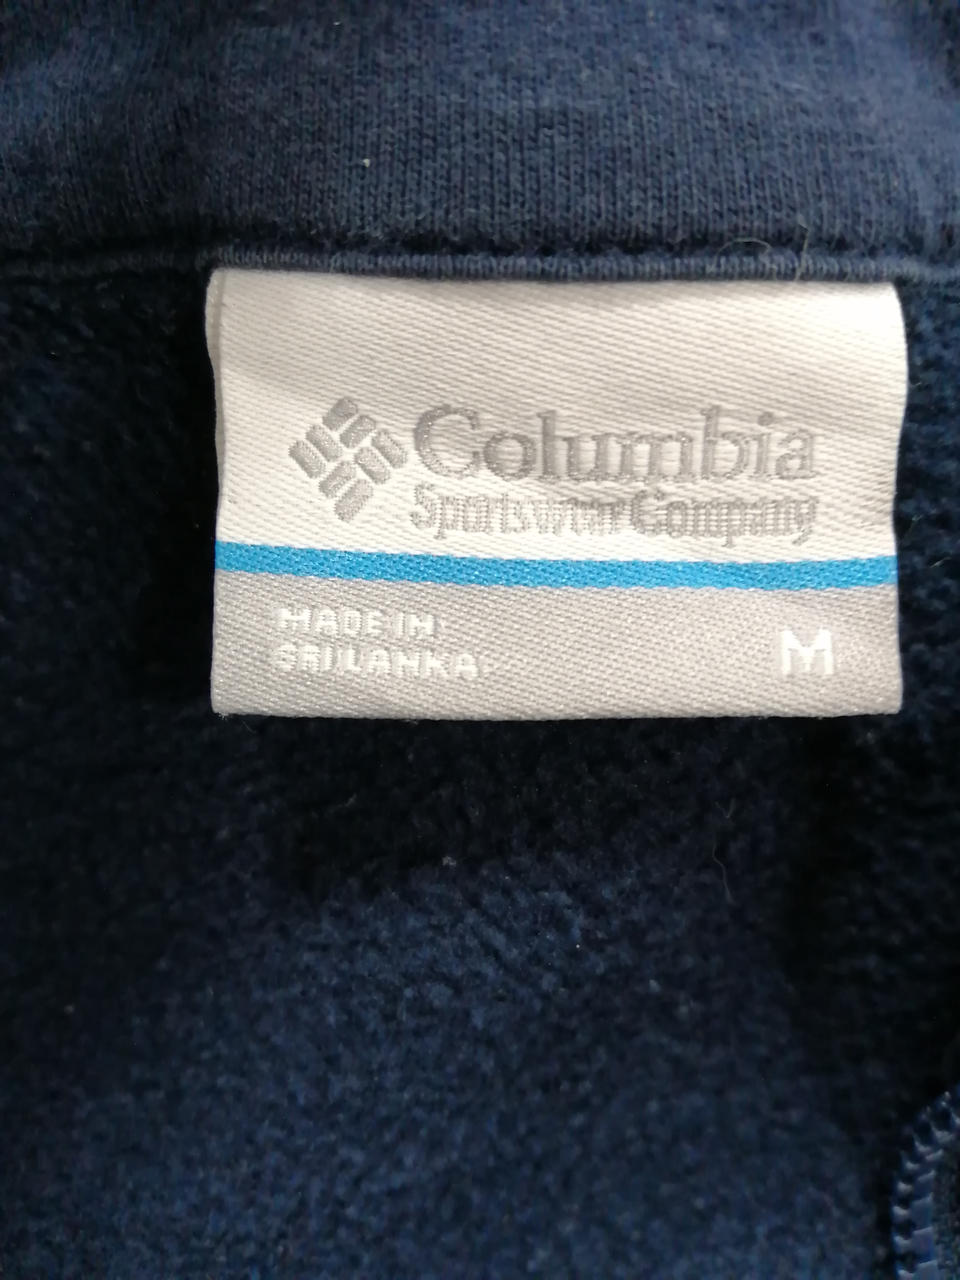 Columbia
Sportswear Company
MADE IN
SRI LANKA
M